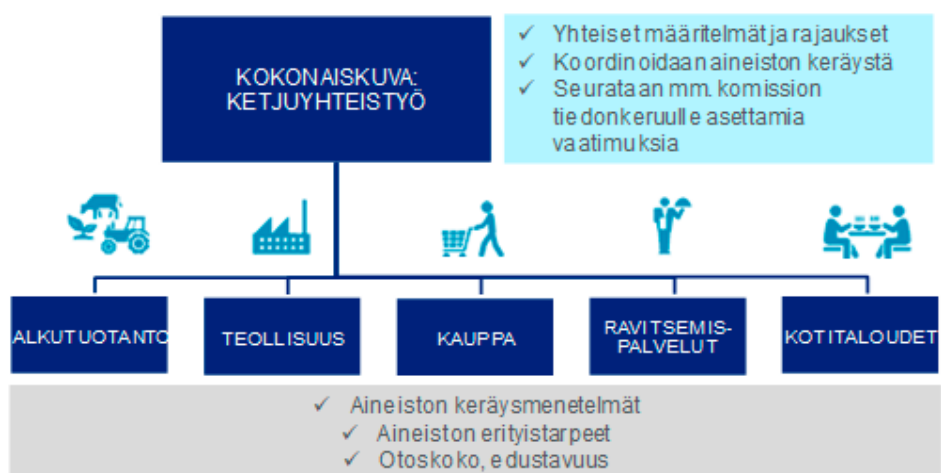 KOKONAISKUVA:
KETJUYHTEISTYÖ
✓ Yhteiset määritelmät ja rajaukset
✓ Koordinoidaan aineiston keräystä
✓ Seurataan mm. komission
tiedonkeruulle asettamia
vaatimuksia
ALKUTUOTANTO
TEOLLISUUS
KAUPPA
RAVITSEMIS-
PALVELUT
KOTITALOUDET
✓ Aineiston keräysmenetelmät
✓ Aineiston erityistarpeet
✓ Otoskoko, edustavuus